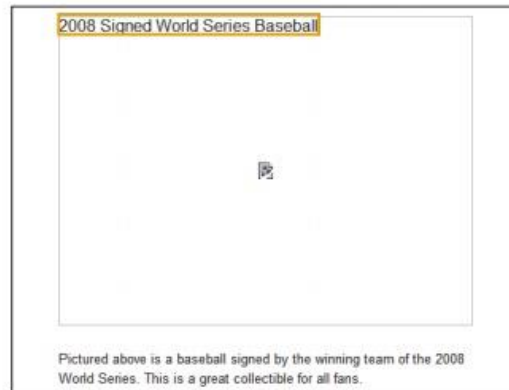 2008 Signed World Series Baseball
Pictured above is a baseball signed by the winning team of the 2008
World Series. This is a great collectible for all fans.